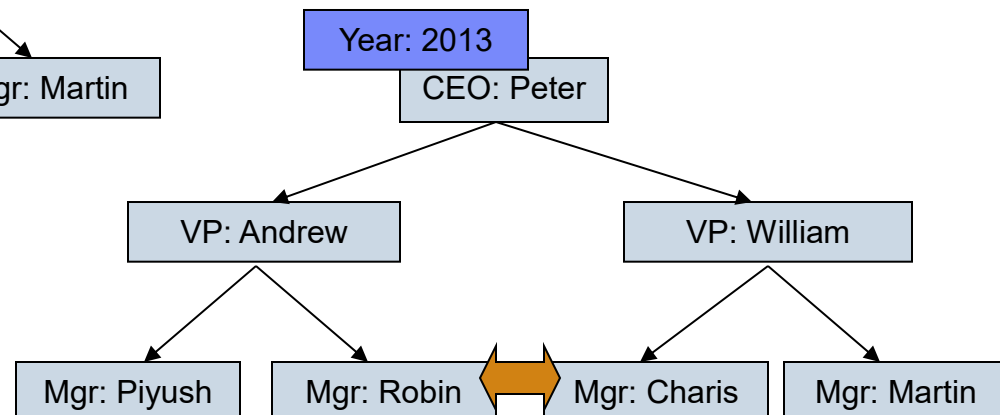 Year: 2013
gr: Martin
CEO: Peter
VP: Andrew
VP: William
Mgr: Piyush
Mgr: Robin
Mgr: Charis
Mgr: Martin